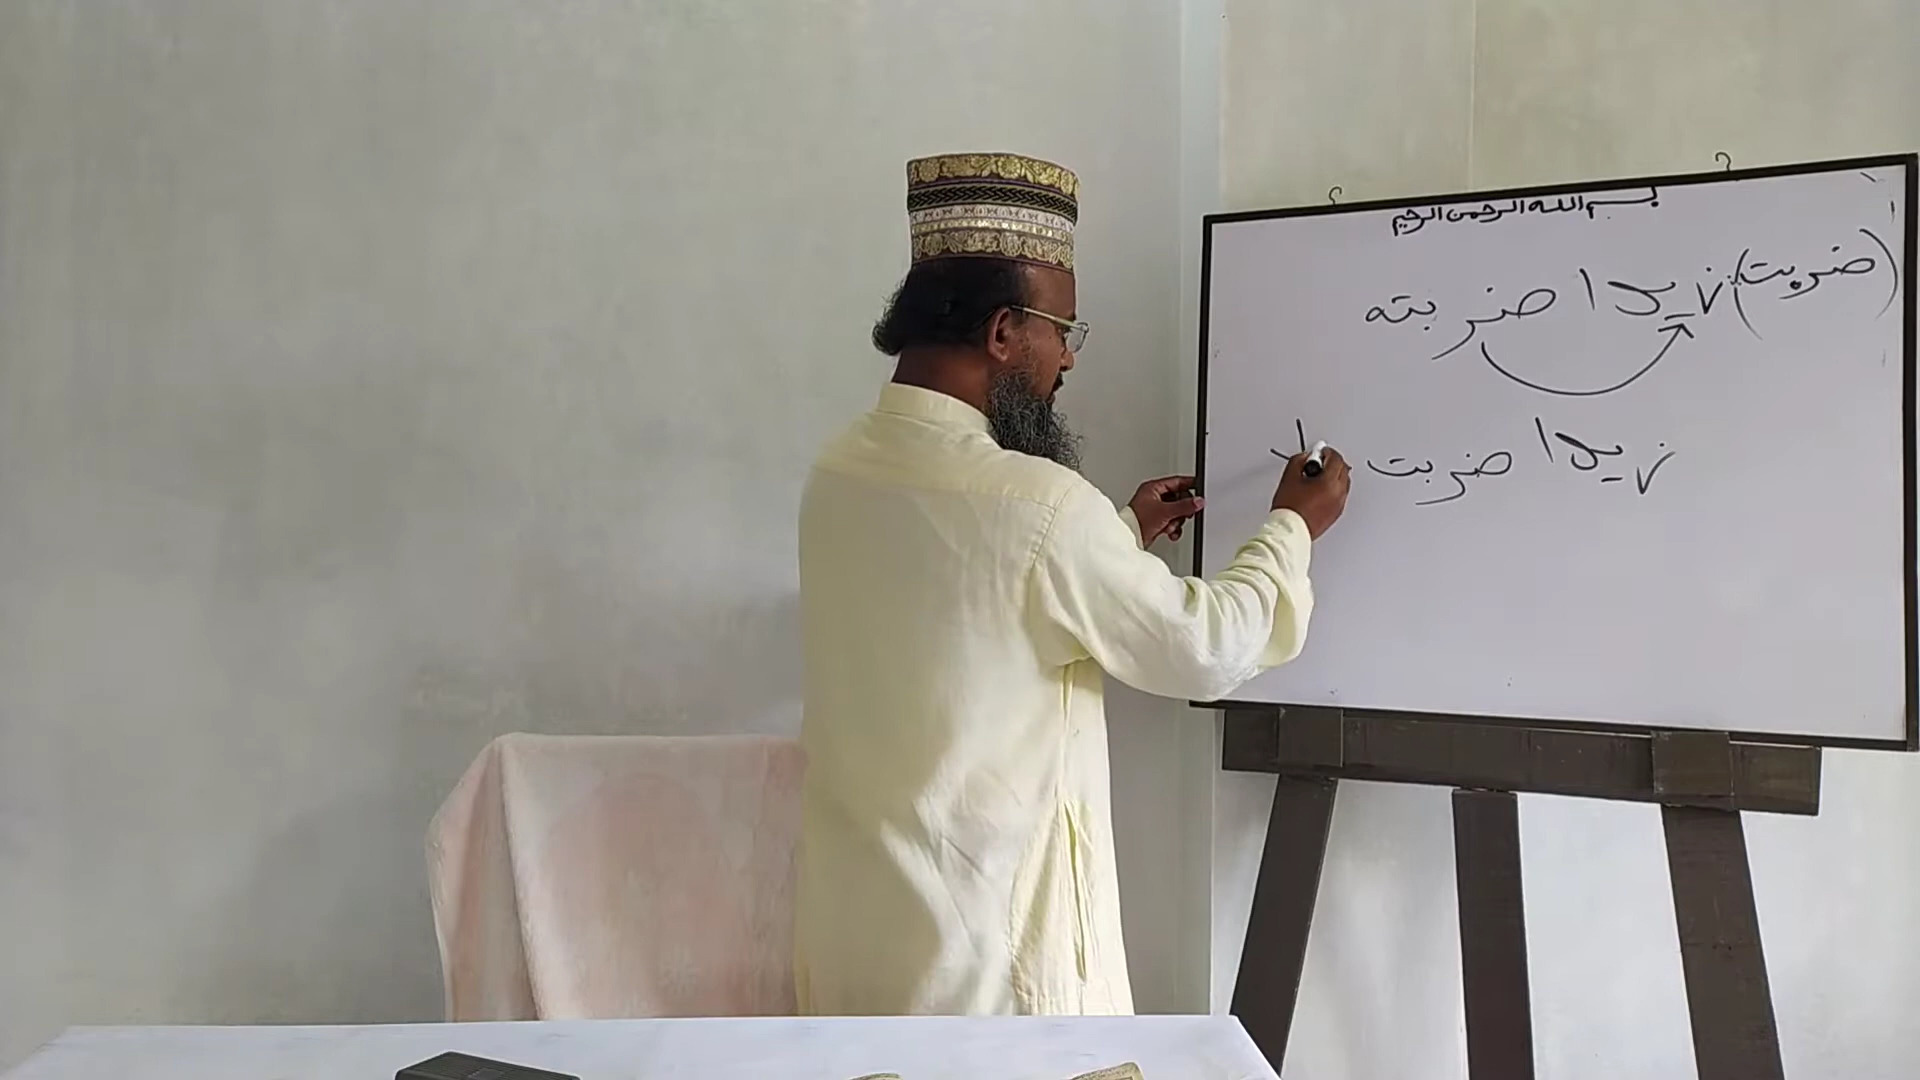 بسم الله الرحمن الرحيم
(ضربت) زيدا ضربته
زيدا ضربت